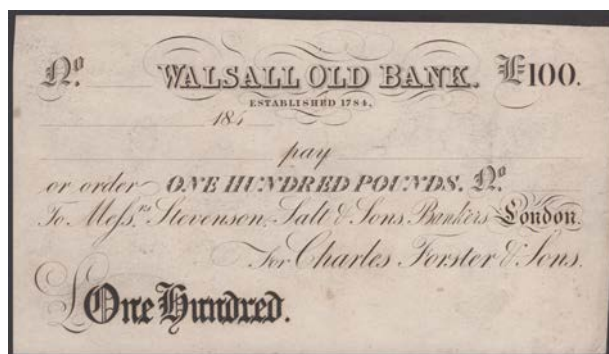 No. WALSALL OLD BANK. £100.
ESTABLISHED 1784.
184
pay
or order ONE HUNDRED POUNDS. No
To Messrs. Stevenson, Salt & Sons, Bankers London.
For Charles Forster & Sons.
£One Hundred.